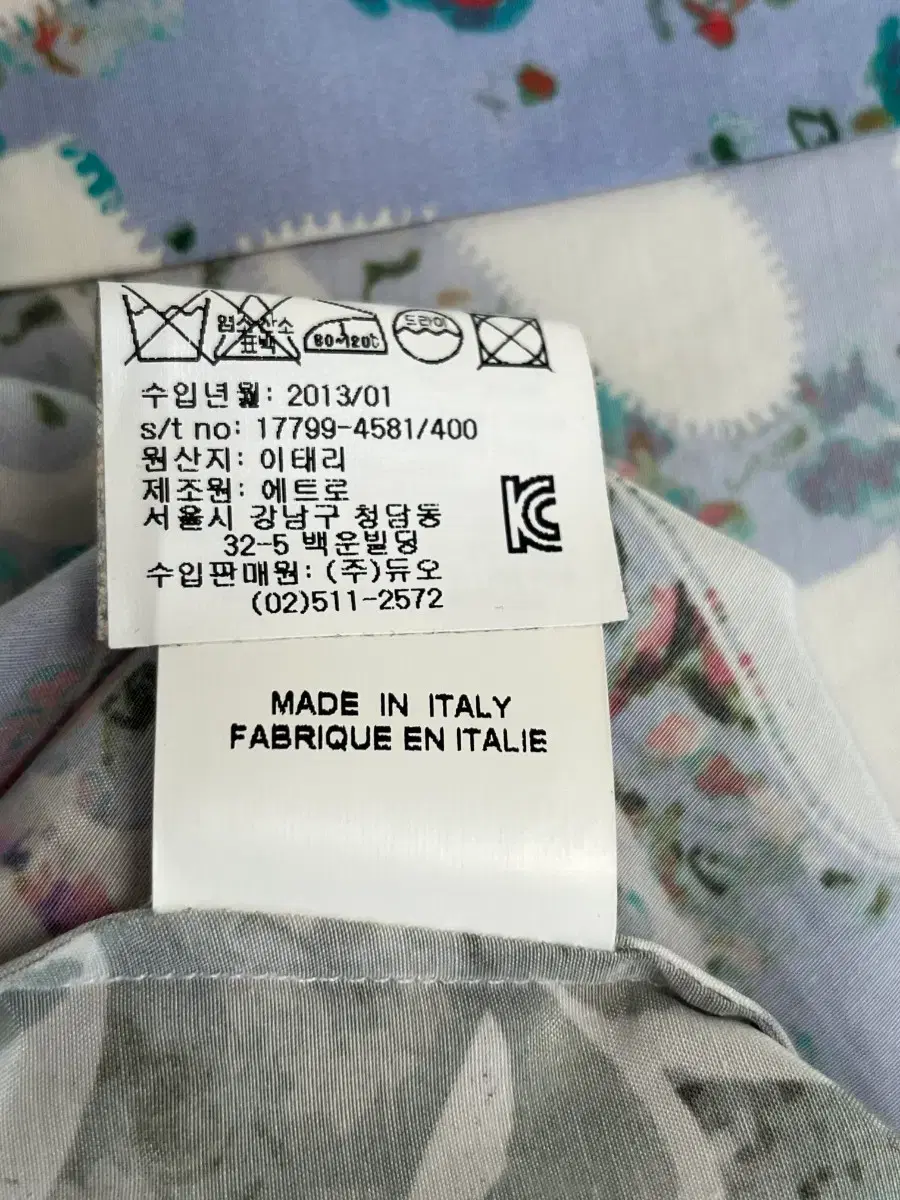 염소 산소
표백
80~120℃
드라이
수입년월: 2013/01
s/t no: 17799-4581/400
원산지: 이태리
제조원: 에트로
서울시 강남구 청담동
32-5 백운빌딩
수입판매원: (주)듀오
(02)511-2572
MADE IN ITALY
FABRIQUE EN ITALIE